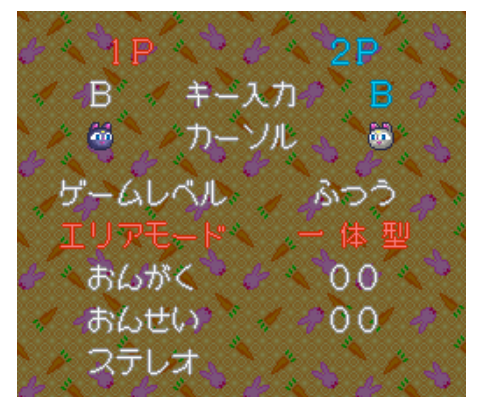 1P 2P
B キー入力 B
カーソル
ゲームレベル ふつう
エリアモード 一体型
おんがく 00
おんせい 00
ステレオ